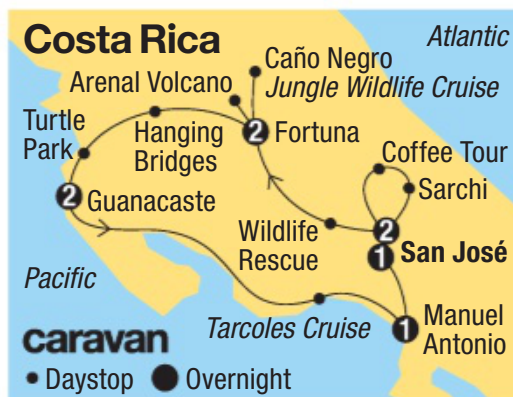 Costa Rica
Atlantic
Caño Negro
Jungle Wildlife Cruise
Arenal Volcano
Turtle
Park
Hanging
Bridges
2 Fortuna
Coffee Tour
Sarchi
2 Guanacaste
Wildlife
Rescue
2
1 San José
Pacific
Tarcoles Cruise
1 Manuel
Antonio
caravan
• Daystop ● Overnight